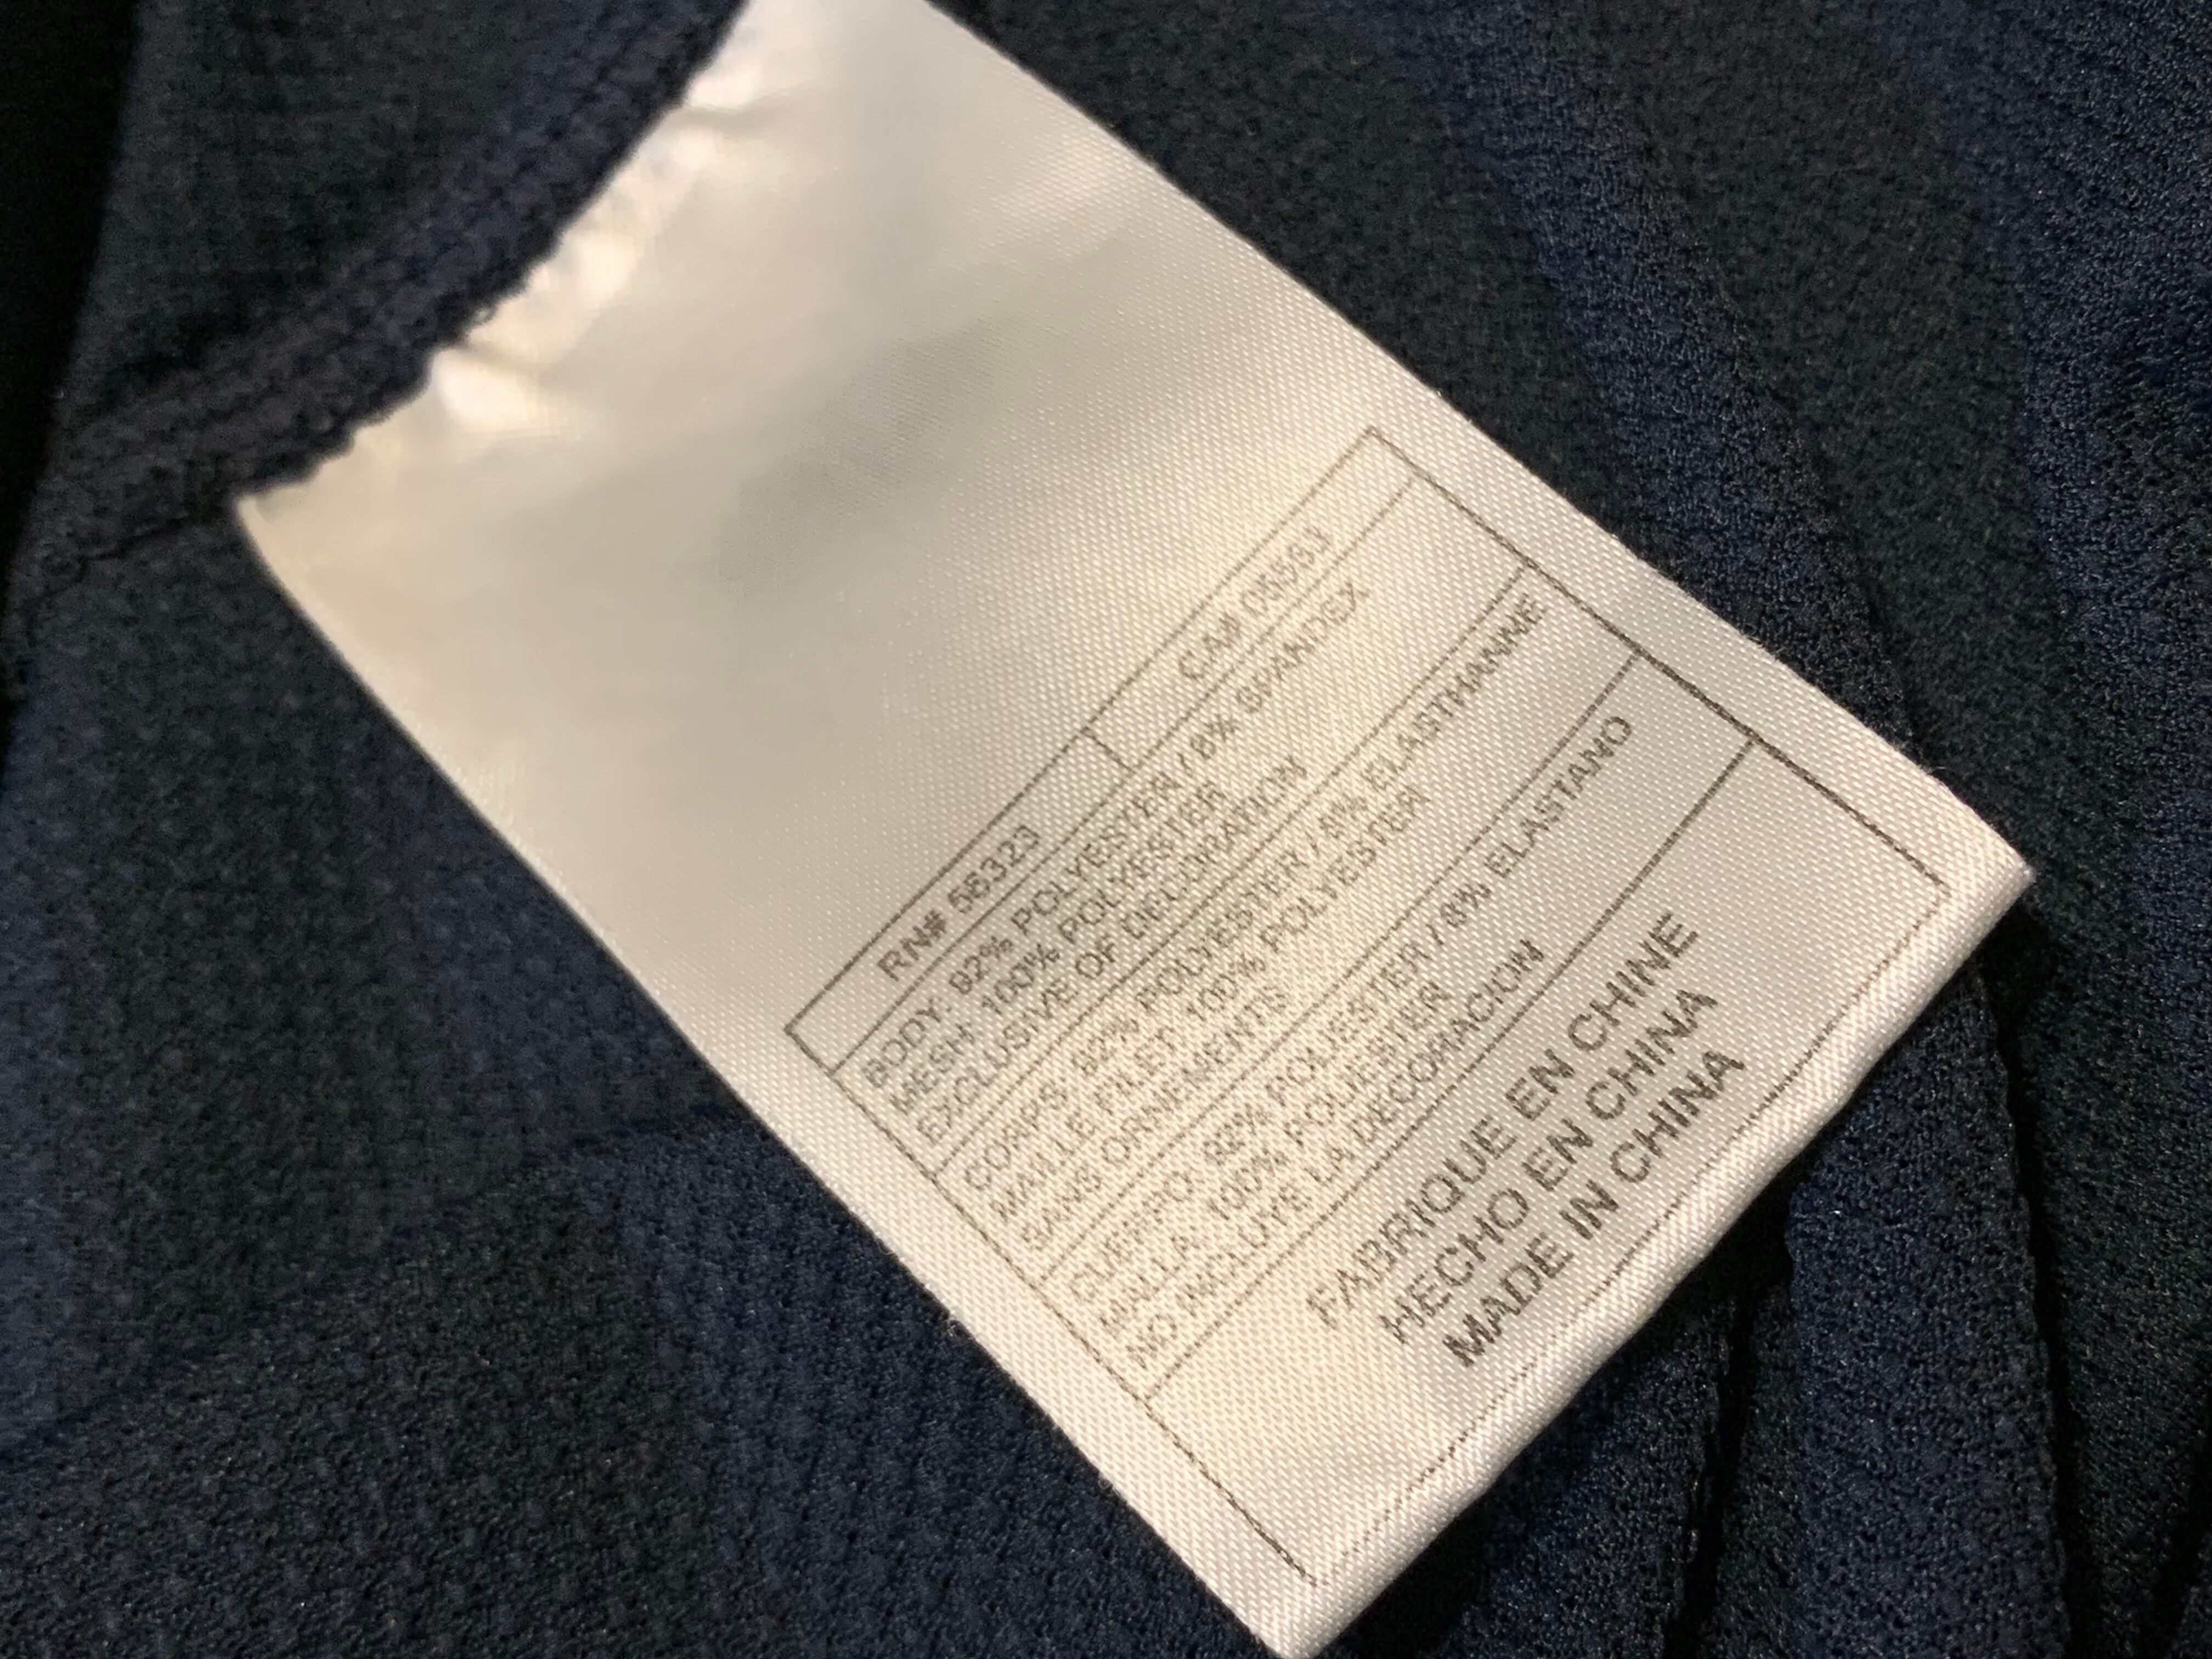 RN# 56323 CA# 05553
BODY: 92% POLYESTER / 8% SPANDEX
MESH: 100% POLYESTER
EXCLUSIVE OF DECORATION
CORPS: 92% POLYESTER / 8% ELASTHANNE
MAILLE FILET: 100% POLYESTER
SANS ORNEMENTS
CUERPO: 92% POLIESTER / 8% ELASTANO
MALLA: 100% POLIESTER
NO INCLUYE LA DECORACION
FABRIQUE EN CHINE
HECHO EN CHINA
MADE IN CHINA